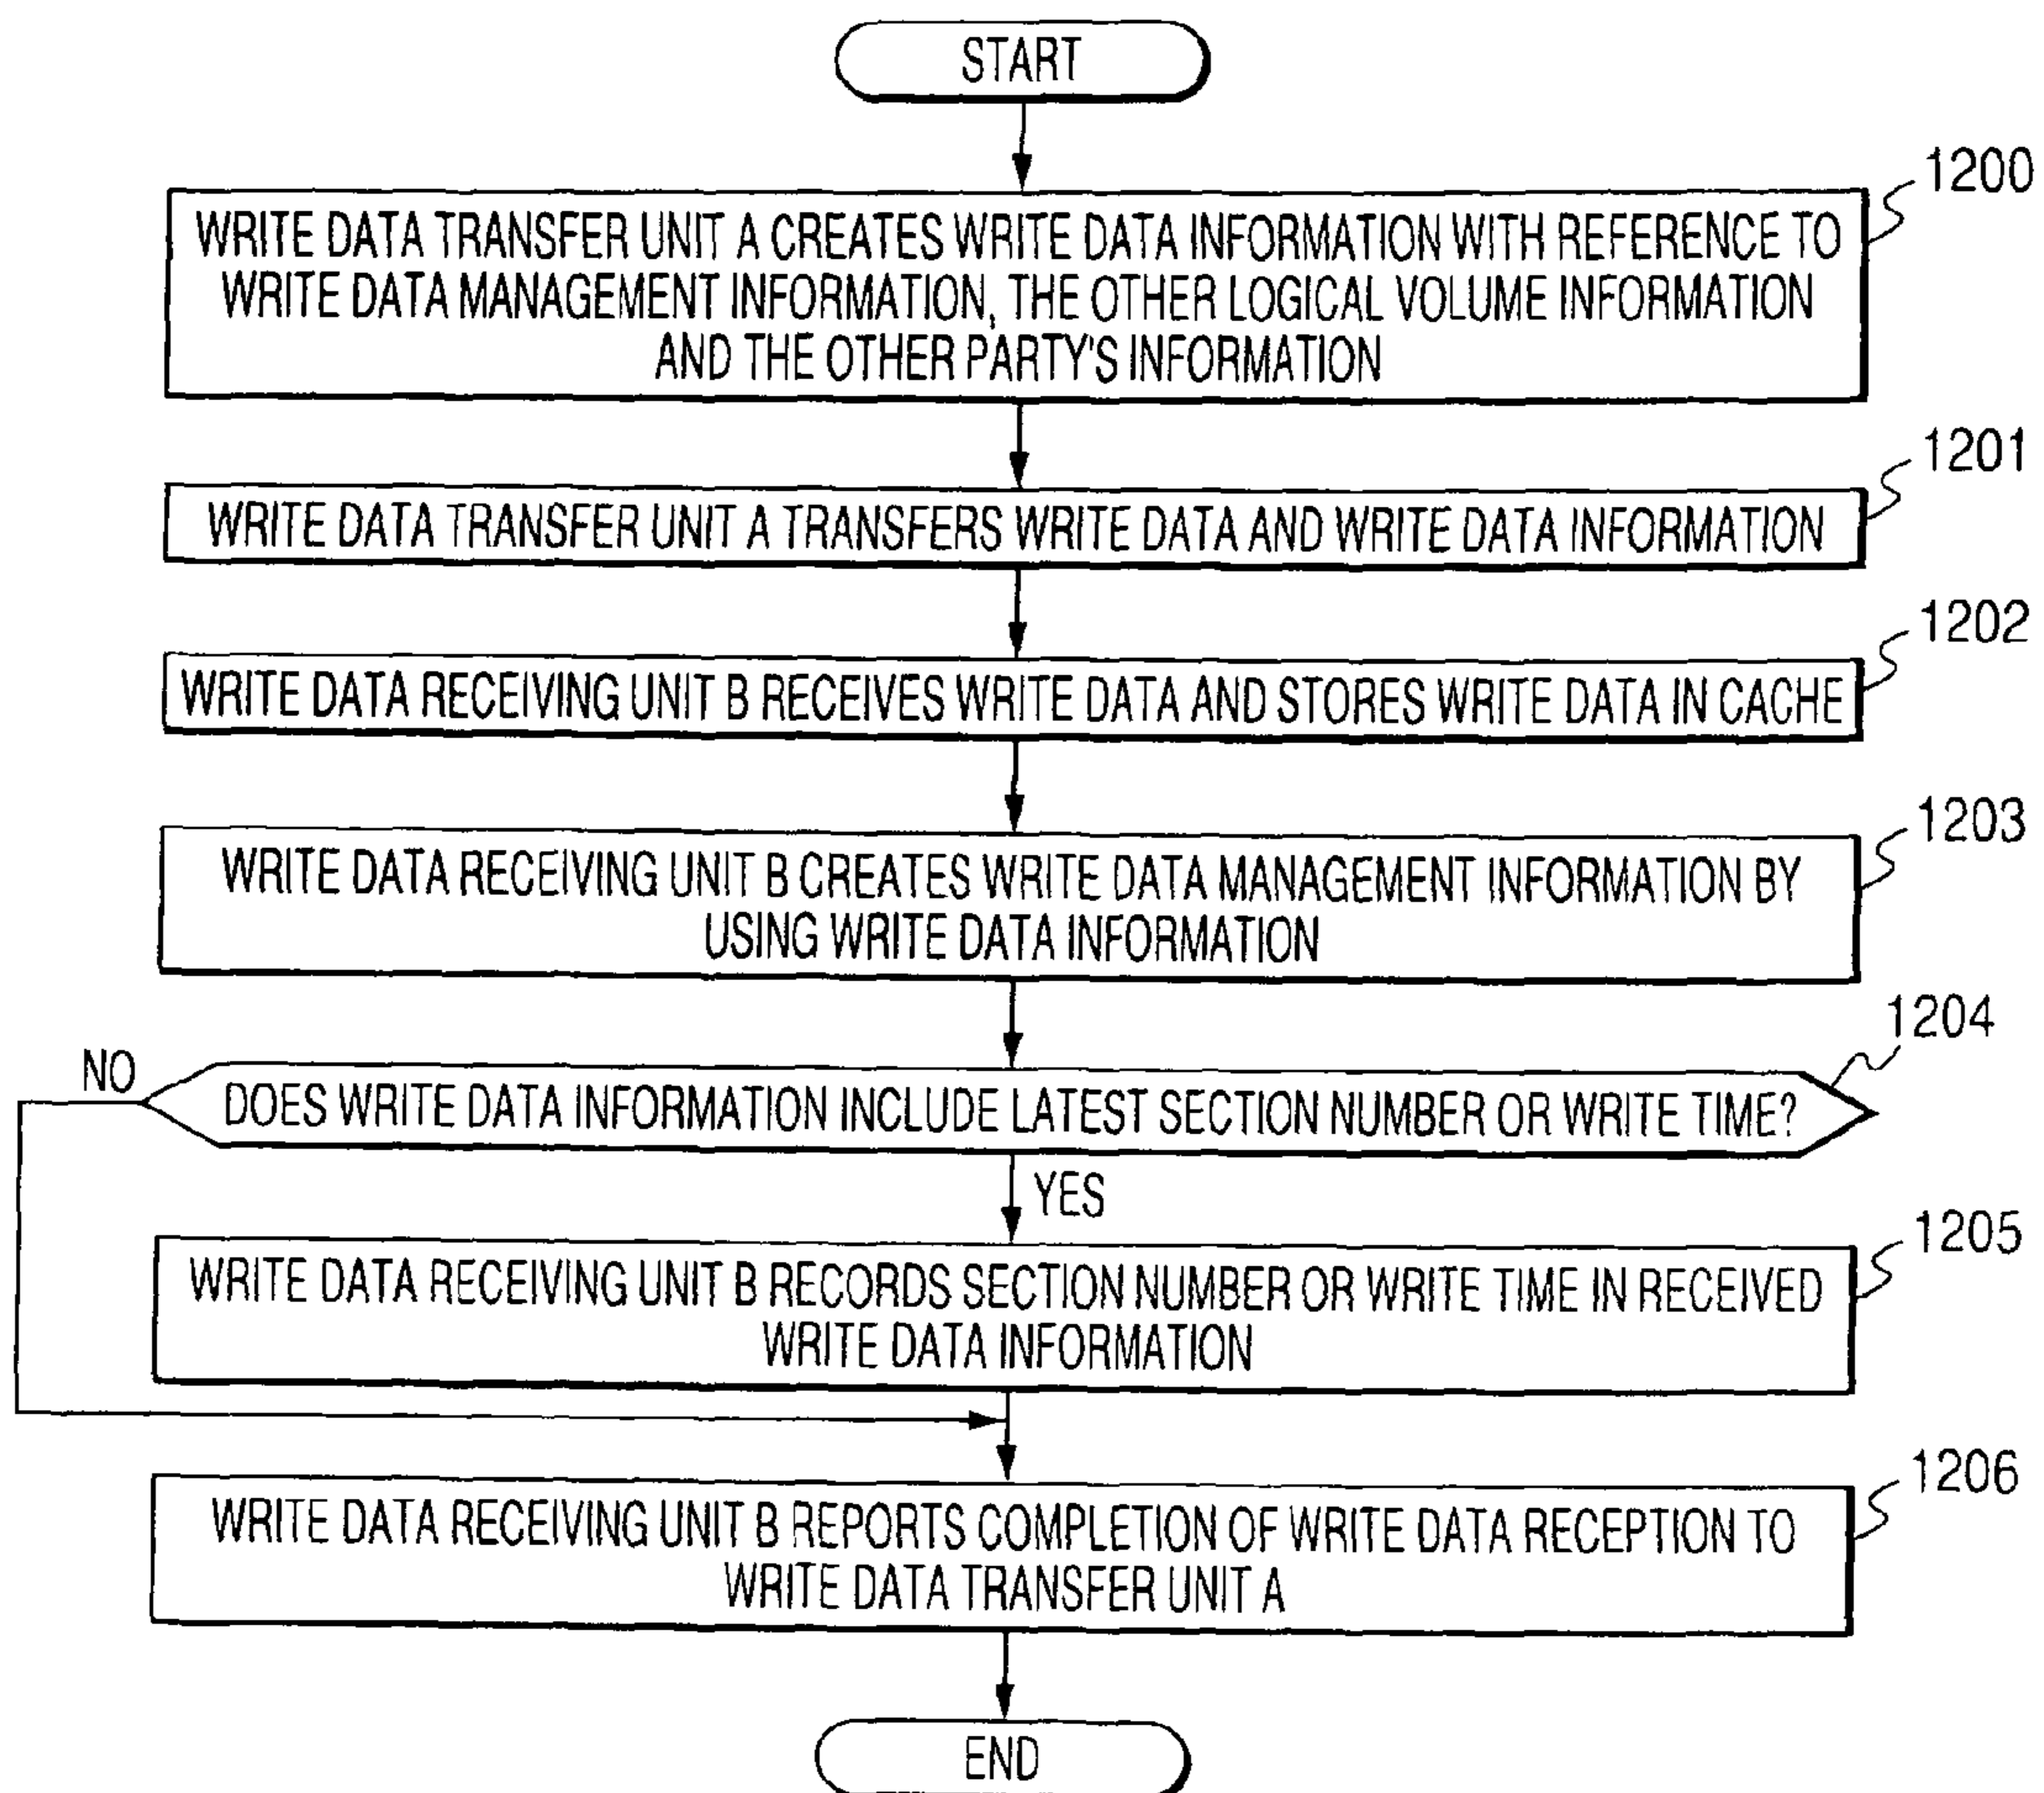 START
1200
WRITE DATA TRANSFER UNIT A CREATES WRITE DATA INFORMATION WITH REFERENCE TO
WRITE DATA MANAGEMENT INFORMATION, THE OTHER LOGICAL VOLUME INFORMATION
AND THE OTHER PARTY'S INFORMATION
1201
WRITE DATA TRANSFER UNIT A TRANSFERS WRITE DATA AND WRITE DATA INFORMATION
1202
WRITE DATA RECEIVING UNIT B RECEIVES WRITE DATA AND STORES WRITE DATA IN CACHE
1203
WRITE DATA RECEIVING UNIT B CREATES WRITE DATA MANAGEMENT INFORMATION BY
USING WRITE DATA INFORMATION
1204
NO
DOES WRITE DATA INFORMATION INCLUDE LATEST SECTION NUMBER OR WRITE TIME?
YES
1205
WRITE DATA RECEIVING UNIT B RECORDS SECTION NUMBER OR WRITE TIME IN RECEIVED
WRITE DATA INFORMATION
1206
WRITE DATA RECEIVING UNIT B REPORTS COMPLETION OF WRITE DATA RECEPTION TO
WRITE DATA TRANSFER UNIT A
END